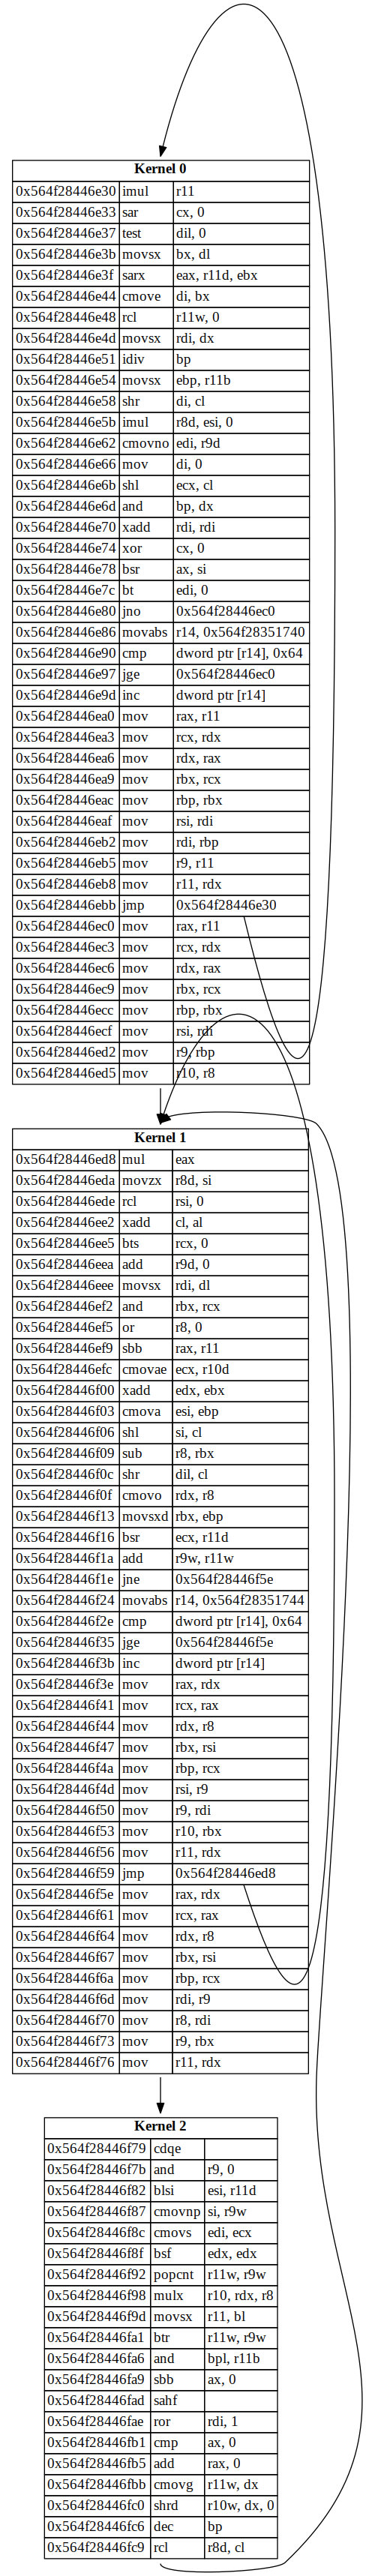 Kernel 0
0x564f28446e30 imul r11
0x564f28446e33 sar cx, 0
0x564f28446e37 test dil, 0
0x564f28446e3b movsx bx, dl
0x564f28446e3f sarx eax, r11d, ebx
0x564f28446e44 cmove di, bx
0x564f28446e48 rcl r11w, 0
0x564f28446e4d movsx rdi, dx
0x564f28446e51 idiv bp
0x564f28446e54 movsx ebp, r11b
0x564f28446e58 shr di, cl
0x564f28446e5b imul r8d, esi, 0
0x564f28446e62 cmovno edi, r9d
0x564f28446e66 mov di, 0
0x564f28446e6b shl ecx, cl
0x564f28446e6d and bp, dx
0x564f28446e70 xadd rdi, rdi
0x564f28446e74 xor cx, 0
0x564f28446e78 bsr ax, si
0x564f28446e7c bt edi, 0
0x564f28446e80 jno 0x564f28446ec0
0x564f28446e86 movabs r14, 0x564f28351740
0x564f28446e90 cmp dword ptr [r14], 0x64
0x564f28446e97 jge 0x564f28446ec0
0x564f28446e9d inc dword ptr [r14]
0x564f28446ea0 mov rax, r11
0x564f28446ea3 mov rcx, rdx
0x564f28446ea6 mov rdx, rax
0x564f28446ea9 mov rbx, rcx
0x564f28446eac mov rbp, rbx
0x564f28446eaf mov rsi, rdi
0x564f28446eb2 mov rdi, rbp
0x564f28446eb5 mov r9, r11
0x564f28446eb8 mov r11, rdx
0x564f28446ebb jmp 0x564f28446e30
0x564f28446ec0 mov rax, r11
0x564f28446ec3 mov rcx, rdx
0x564f28446ec6 mov rdx, rax
0x564f28446ec9 mov rbx, rcx
0x564f28446ecc mov rbp, rbx
0x564f28446ecf mov rsi, rdi
0x564f28446ed2 mov r9, rbp
0x564f28446ed5 mov r10, r8
Kernel 1
0x564f28446ed8 mul eax
0x564f28446eda movzx r8d, si
0x564f28446ede rcl rsi, 0
0x564f28446ee2 xadd cl, al
0x564f28446ee5 bts rcx, 0
0x564f28446eea add r9d, 0
0x564f28446eee movsx rdi, dl
0x564f28446ef2 and rbx, rcx
0x564f28446ef5 or r8, 0
0x564f28446ef9 sbb rax, r11
0x564f28446efc cmovae ecx, r10d
0x564f28446f00 xadd edx, ebx
0x564f28446f03 cmova esi, ebp
0x564f28446f06 shl si, cl
0x564f28446f09 sub r8, rbx
0x564f28446f0c shr dil, cl
0x564f28446f0f cmovo rdx, r8
0x564f28446f13 movsxd rbx, ebp
0x564f28446f16 bsr ecx, r11d
0x564f28446f1a add r9w, r11w
0x564f28446f1e jne 0x564f28446f5e
0x564f28446f24 movabs r14, 0x564f28351744
0x564f28446f2e cmp dword ptr [r14], 0x64
0x564f28446f35 jge 0x564f28446f5e
0x564f28446f3b inc dword ptr [r14]
0x564f28446f3e mov rax, rdx
0x564f28446f41 mov rcx, rax
0x564f28446f44 mov rdx, r8
0x564f28446f47 mov rbx, rsi
0x564f28446f4a mov rbp, rcx
0x564f28446f4d mov rsi, r9
0x564f28446f50 mov r9, rdi
0x564f28446f53 mov r10, rbx
0x564f28446f56 mov r11, rdx
0x564f28446f59 jmp 0x564f28446ed8
0x564f28446f5e mov rax, rdx
0x564f28446f61 mov rcx, rax
0x564f28446f64 mov rdx, r8
0x564f28446f67 mov rbx, rsi
0x564f28446f6a mov rbp, rcx
0x564f28446f6d mov rdi, r9
0x564f28446f70 mov r8, rdi
0x564f28446f73 mov r9, rbx
0x564f28446f76 mov r11, rdx
Kernel 2
0x564f28446f79 cdqe
0x564f28446f7b and r9, 0
0x564f28446f82 blsi esi, r11d
0x564f28446f87 cmovnp si, r9w
0x564f28446f8c cmovs edi, ecx
0x564f28446f8f bsf edx, edx
0x564f28446f92 popcnt r11w, r9w
0x564f28446f98 mulx r10, rdx, r8
0x564f28446f9d movsx r11, bl
0x564f28446fa1 btr r11w, r9w
0x564f28446fa6 and bpl, r11b
0x564f28446fa9 sbb ax, 0
0x564f28446fad sahf
0x564f28446fae ror rdi, 1
0x564f28446fb1 cmp ax, 0
0x564f28446fb5 add rax, 0
0x564f28446fbb cmovg r11w, dx
0x564f28446fc0 shrd r10w, dx, 0
0x564f28446fc6 dec bp
0x564f28446fc9 rcl r8d, cl